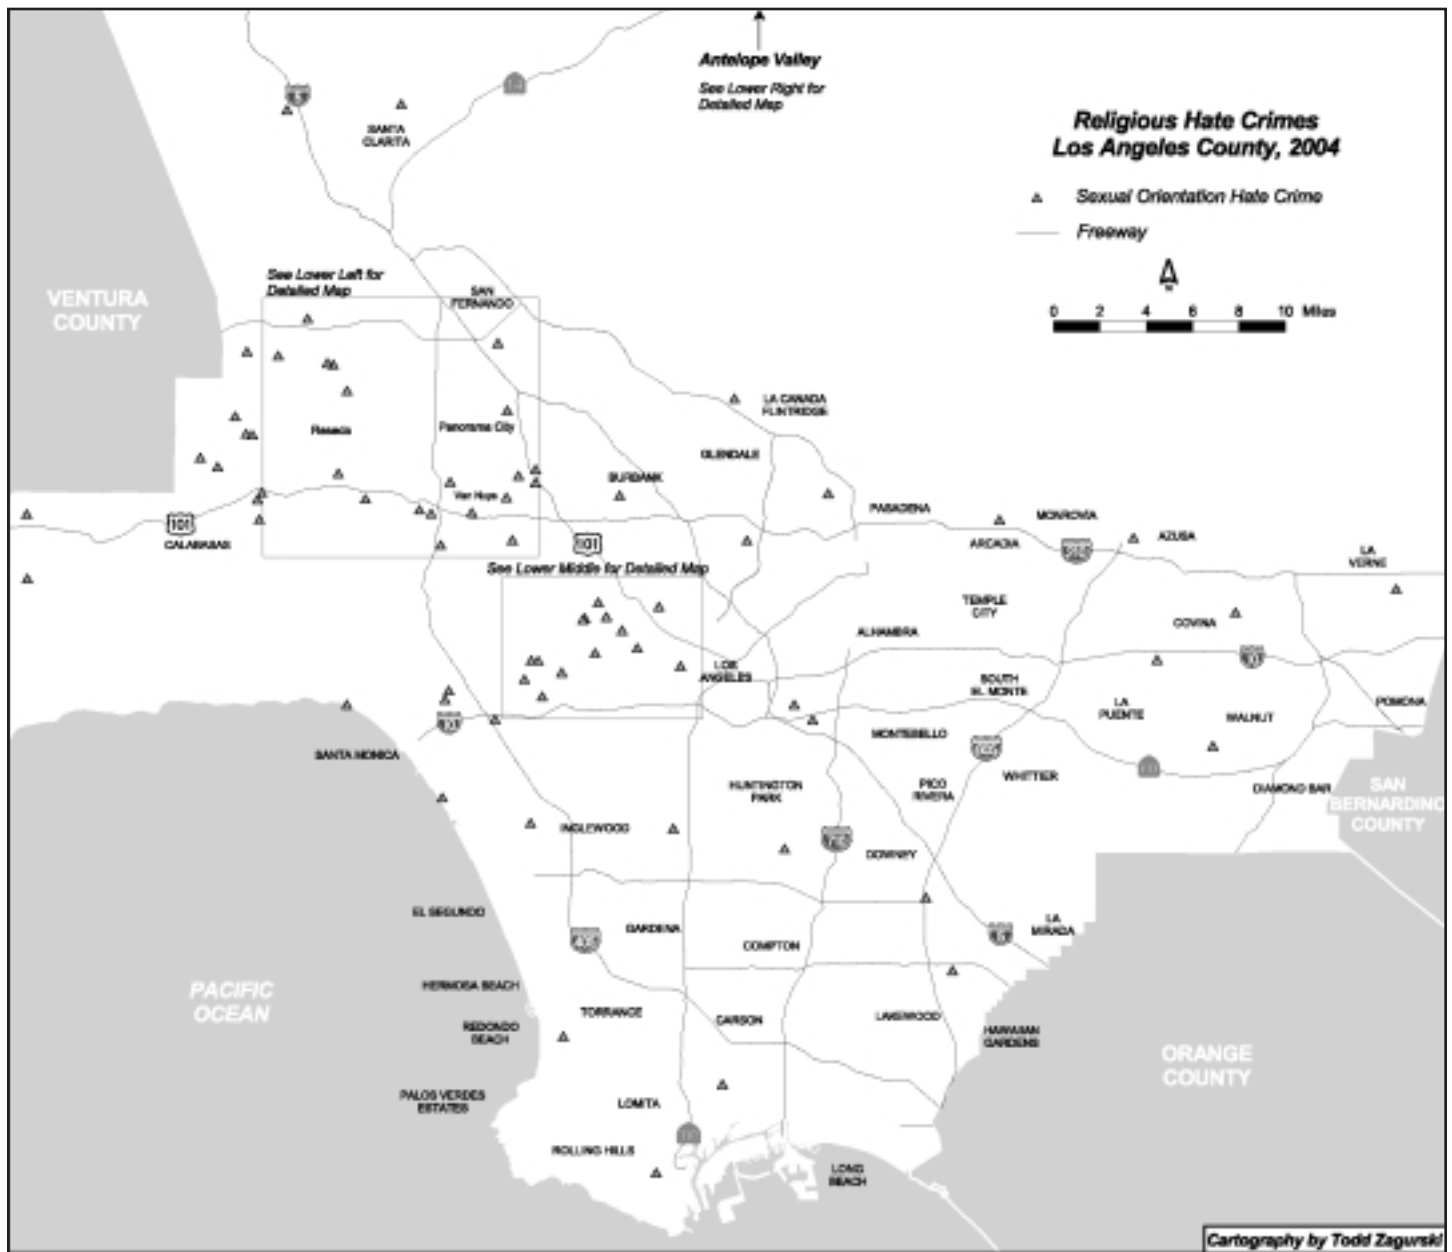 Antelope Valley
See Lower Right for
Detailed Map
Religious Hate Crimes
Los Angeles County, 2004
Sexual Orientation Hate Crime
Freeway
0 2 4 6 8 10 Miles
SANTA
CLARITA
See Lower Left for
Detailed Map
SAN
FERNANDO
VENTURA
COUNTY
LA CANADA
FLINTRIDGE
Reseda
Panorama City
GLENDALE
BURBANK
Van Nuys
PASADENA
MONROVIA
101
CALABASAS
101
ARCADIA
AZUSA
LA
VERNE
See Lower Middle for Detailed Map
TEMPLE
CITY
COVINA
ALHAMBRA
LOS
ANGELES
SOUTH
EL MONTE
LA
PUENTE
WALNUT
POMONA
SANTA MONICA
MONTEBELLO
WHITTIER
HUNTINGTON
PARK
PICO
RIVERA
DIAMOND BAR
SAN
BERNARDINO
COUNTY
INGLEWOOD
DOWNEY
EL SEGUNDO
GARDENA
COMPTON
LA
MIRADA
PACIFIC
OCEAN
HERMOSA BEACH
TORRANCE
CARSON
LAKEWOOD
REDONDO
BEACH
HAWAIIAN
GARDENS
ORANGE
COUNTY
PALOS VERDES
ESTATES
LOMITA
ROLLING HILLS
LONG
BEACH
Cartography by Todd Zagurski